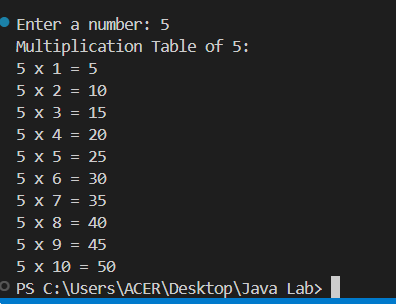 Enter a number: 5
Multiplication Table of 5:
5 x 1 = 5
5 x 2 = 10
5 x 3 = 15
5 x 4 = 20
5 x 5 = 25
5 x 6 = 30
5 x 7 = 35
5 x 8 = 40
5 x 9 = 45
5 x 10 = 50
PS C:\Users\ACER\Desktop\Java Lab>